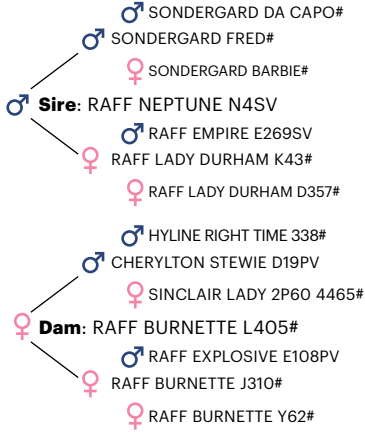 SONDERGARD DA CAPO#
SONDERGARD FRED#
SONDERGARD BARBIE#
Sire: RAFF NEPTUNE N4SV
RAFF EMPIRE E269SV
RAFF LADY DURHAM K43#
RAFF LADY DURHAM D357#
HYLINE RIGHT TIME 338#
CHERYLTON STEWIE D19PV
SINCLAIR LADY 2P60 4465#
Dam: RAFF BURNETTE L405#
RAFF EXPLOSIVE E108PV
RAFF BURNETTE J310#
RAFF BURNETTE Y62#